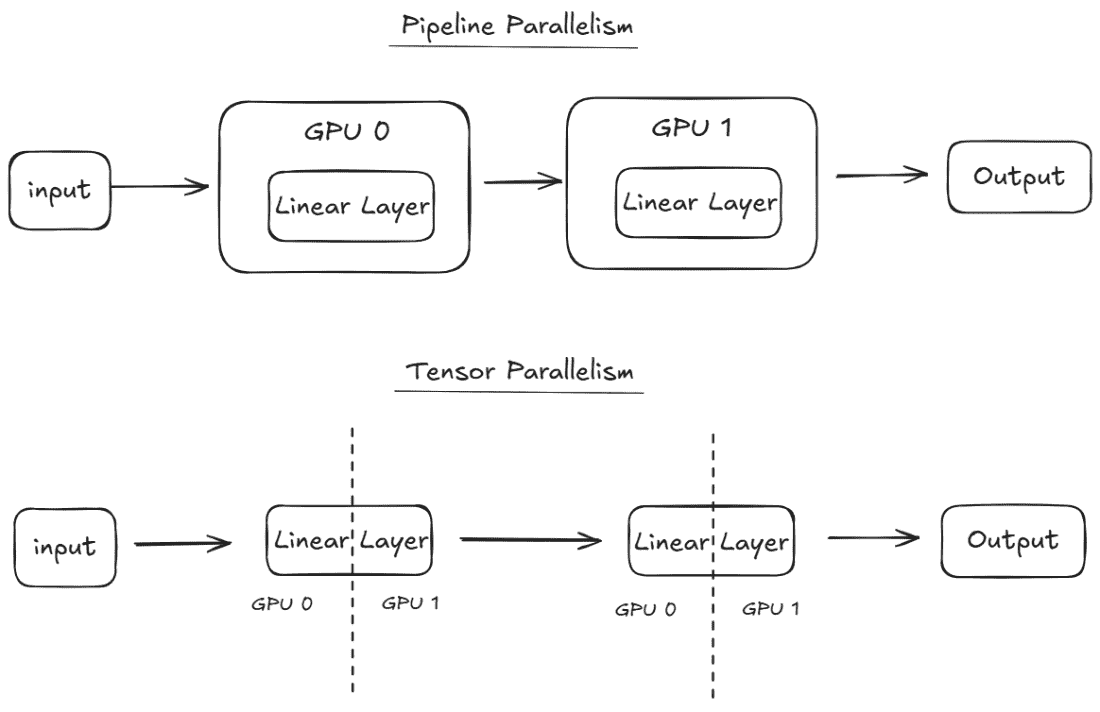 Pipeline Parallelism
GPU 0
GPU 1
input
Linear Layer
Linear Layer
Output
Tensor Parallelism
input
Linear Layer
Linear Layer
Output
GPU 0
GPU 1
GPU 0
GPU 1